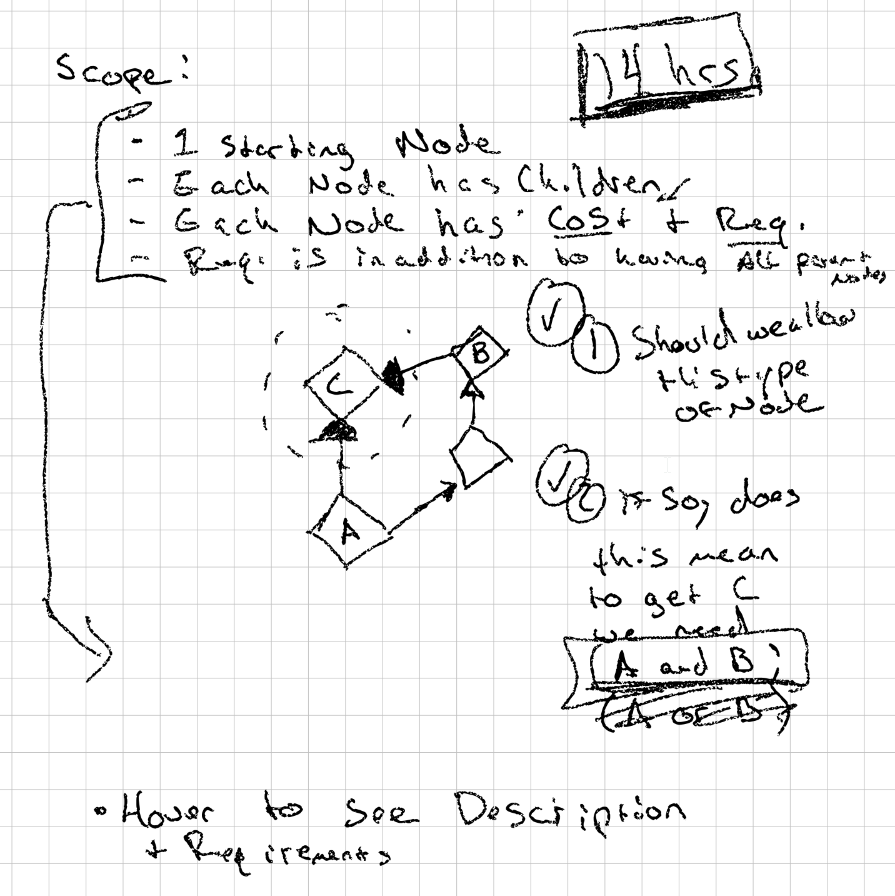 Scope:
14 hrs
- 1 Starting Node
- Each Node has Children
- Each Node has Cost + Req.
- Req. is in addition to having ALL parent Nodes
C
B
A
1 Should we allow
this type
of Node
2 if so, does
this mean
to get C
we need
(A and B)
(A or B)
• Hover to see Description
+ Requirements